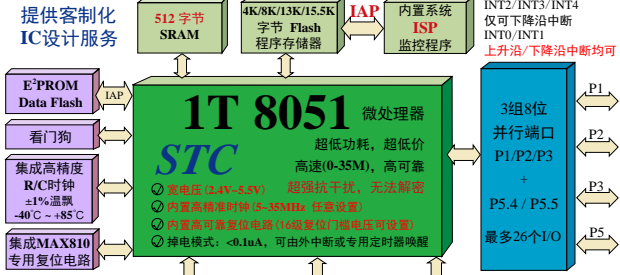 提供客制化
IC设计服务
512 字节
SRAM
4K/8K/13K/15.5K
字节 Flash
程序存储器
IAP
内置系统
ISP
监控程序
INT2/INT3/INT4
仅可下降沿中断
INT0/INT1
上升沿/下降沿中断均可
E²PROM
Data Flash
IAP
看门狗
集成高精度
R/C时钟
±1%温飘
-40℃ ~ +85℃
集成MAX810
专用复位电路
1T 8051 微处理器
STC
超低功耗，超低价
高速(0-35M)，高可靠
宽电压(2.4V~5.5V) 超强抗干扰，无法解密
内置高精准时钟(5~35MHz 任意设置)
内置高可靠复位电路(16级复位门槛电压可设置)
掉电模式：<0.1uA，可由外中断或专用定时器唤醒
3组8位
并行端口
P1/P2/P3
+
P5.4 / P5.5
最多26个I/O
P1
P2
P3
P5